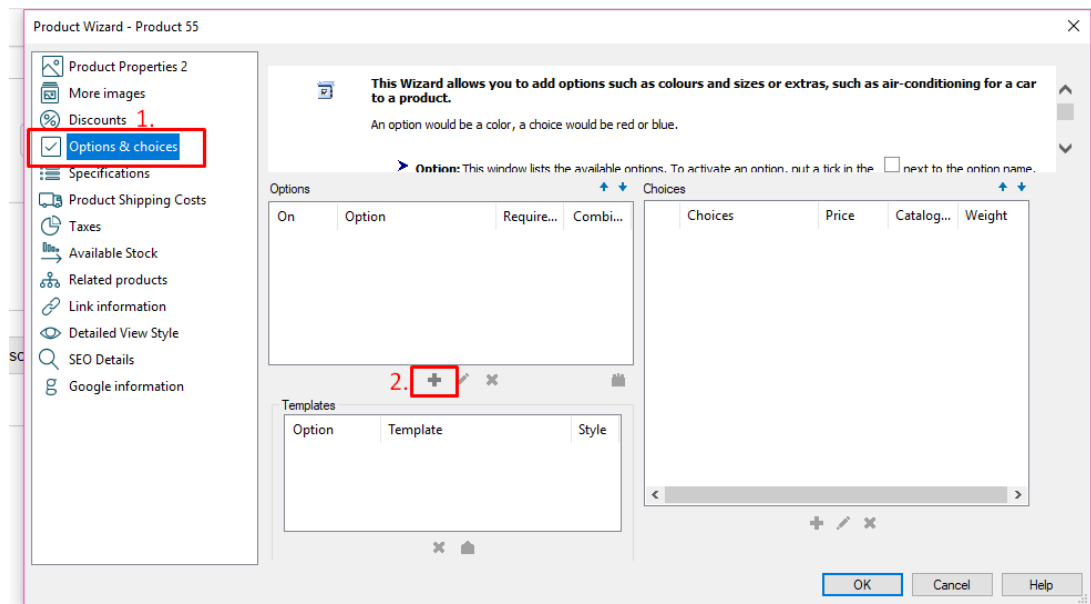 Product Wizard - Product 55
Product Properties 2
More images
Discounts
1.
Options & choices
Specifications
Product Shipping Costs
Taxes
Available Stock
Related products
Link information
Detailed View Style
SEO Details
Google information
This Wizard allows you to add options such as colours and sizes or extras, such as air-conditioning for a car
to a product.
An option would be a color, a choice would be red or blue.
Option: This window lists the available options. To activate an option, put a tick in the next to the option name.
Options
On Option Require... Combi...
2.
Templates
Option Template Style
Choices
Choices Price Catalog... Weight
OK Cancel Help